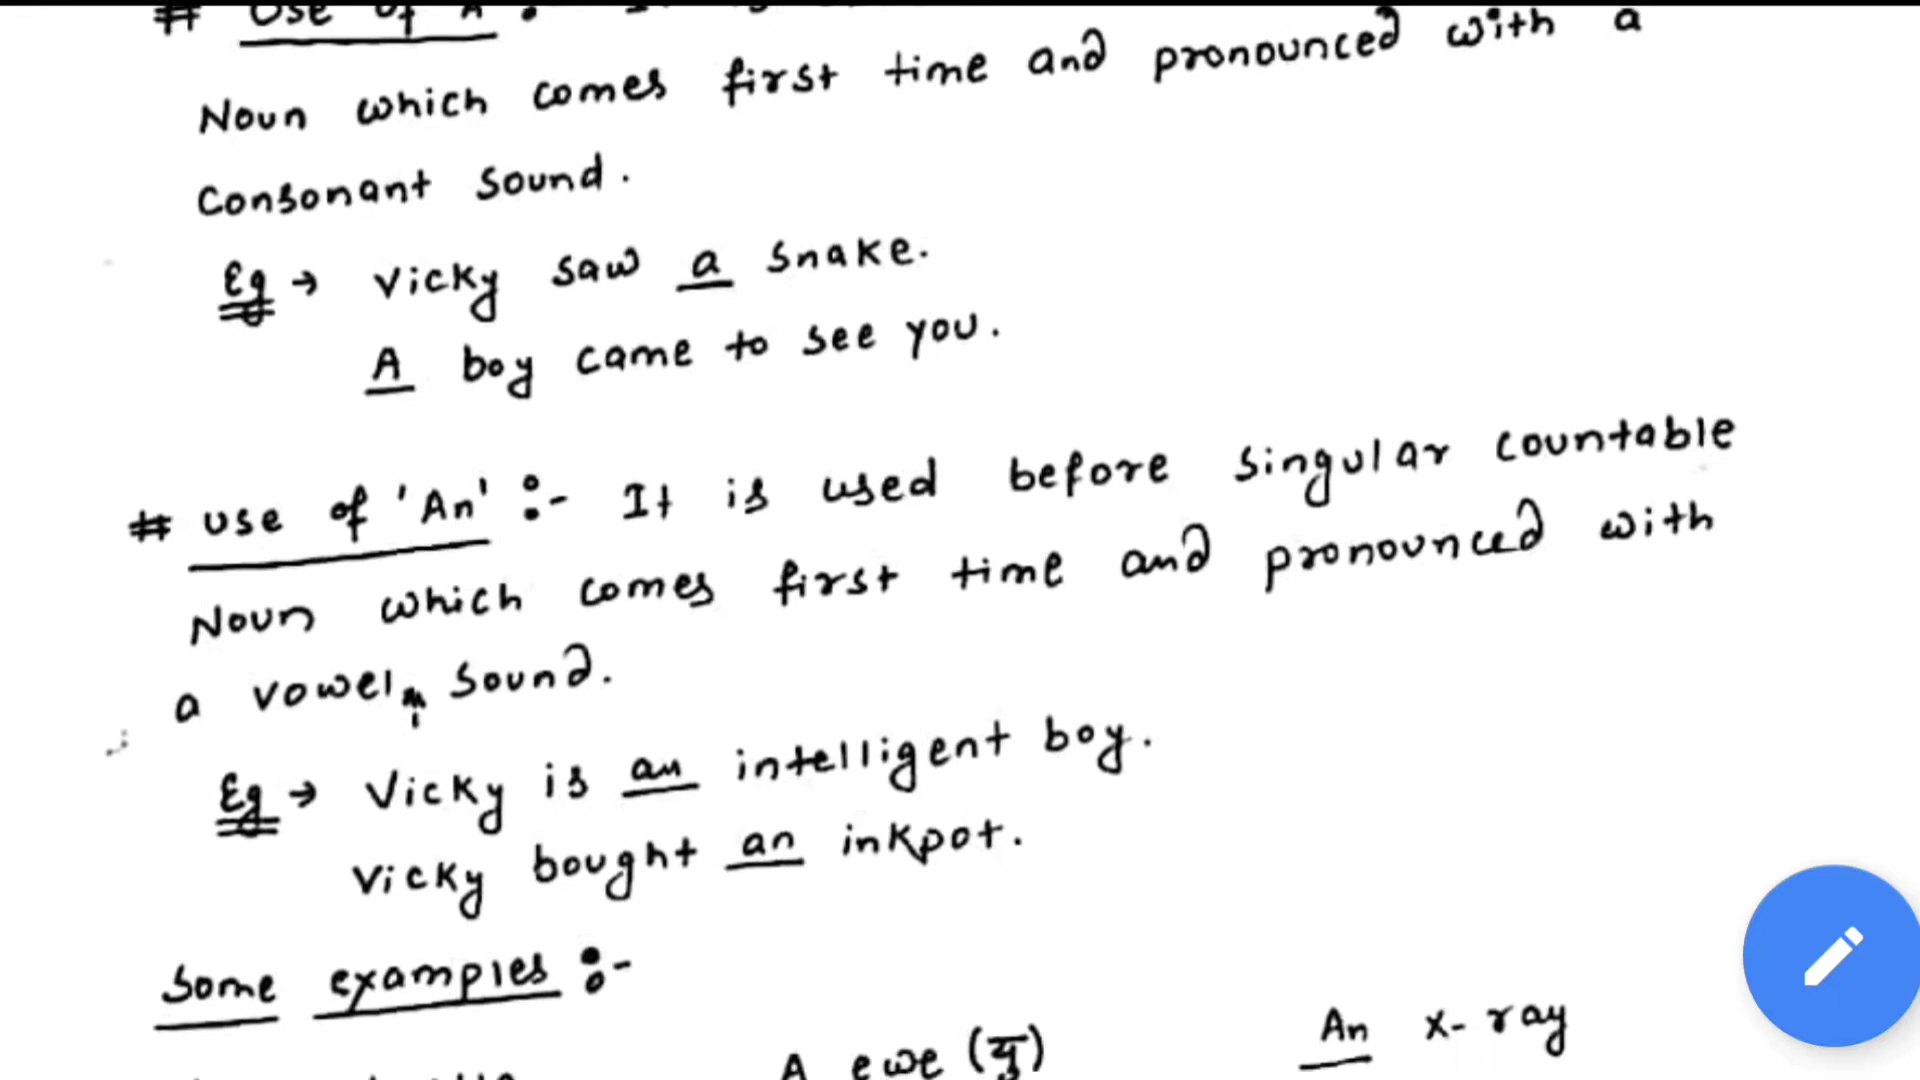 # Use of A :-
Noun which comes first time and pronounced with a
Consonant sound.
Eg → Vicky saw a snake.
A boy came to see you.
# Use of 'An' :- It is used before singular countable
Noun which comes first time and pronounced with
a vowel sound.
Eg → Vicky is an intelligent boy.
Vicky bought an inkpot.
Some examples :-
A ewe (यु) An x-ray